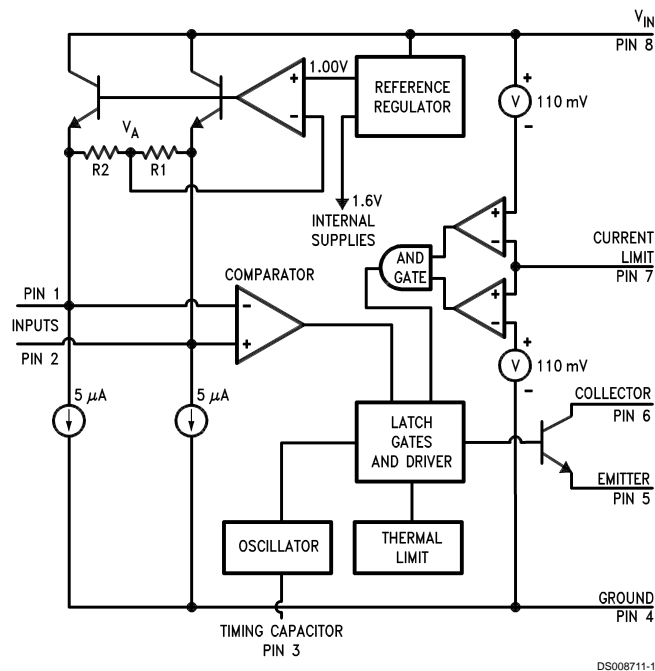 V_IN
PIN 8
1.00V
+
−
REFERENCE
REGULATOR
+
V
110 mV
−
V_A
R2
R1
1.6V
INTERNAL
SUPPLIES
+
−
AND
GATE
CURRENT
LIMIT
PIN 7
+
−
COMPARATOR
PIN 1
INPUTS
PIN 2
−
+
+
V
110 mV
−
5 μA
5 μA
LATCH
GATES
AND DRIVER
COLLECTOR
PIN 6
EMITTER
PIN 5
OSCILLATOR
THERMAL
LIMIT
GROUND
PIN 4
TIMING CAPACITOR
PIN 3
DS008711-1